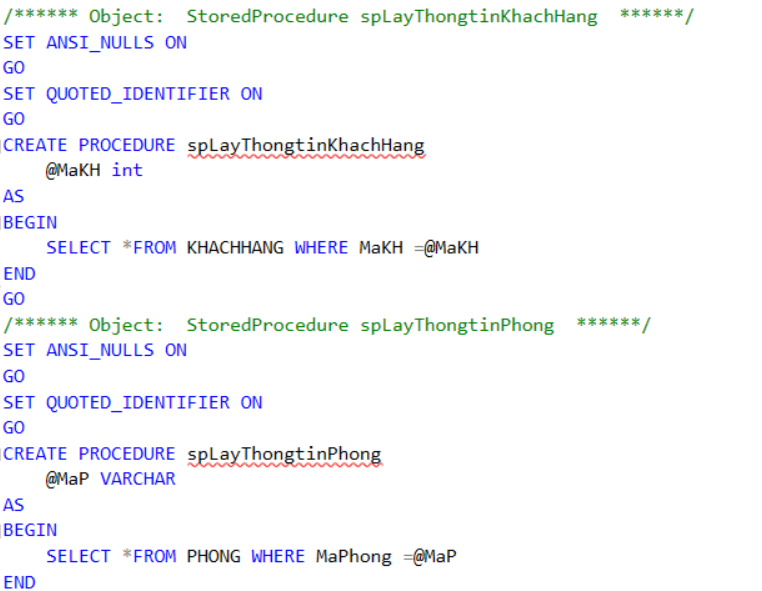 /****** Object:  StoredProcedure spLayThongtinKhachHang  ******/
SET ANSI_NULLS ON
GO
SET QUOTED_IDENTIFIER ON
GO
CREATE PROCEDURE spLayThongtinKhachHang
    @MaKH int
AS
BEGIN
    SELECT *FROM KHACHHANG WHERE MaKH =@MaKH
END
GO
/****** Object:  StoredProcedure spLayThongtinPhong  ******/
SET ANSI_NULLS ON
GO
SET QUOTED_IDENTIFIER ON
GO
CREATE PROCEDURE spLayThongtinPhong
    @MaP VARCHAR
AS
BEGIN
    SELECT *FROM PHONG WHERE MaPhong =@MaP
END